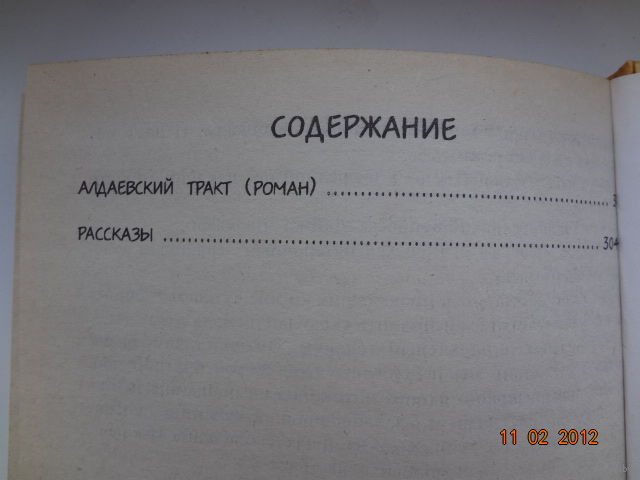 СОДЕРЖАНИЕ
АЛДАЕВСКИЙ ТРАКТ (РОМАН) ........................................ 3
РАССКАЗЫ ................................................................ 304
11 02 2012